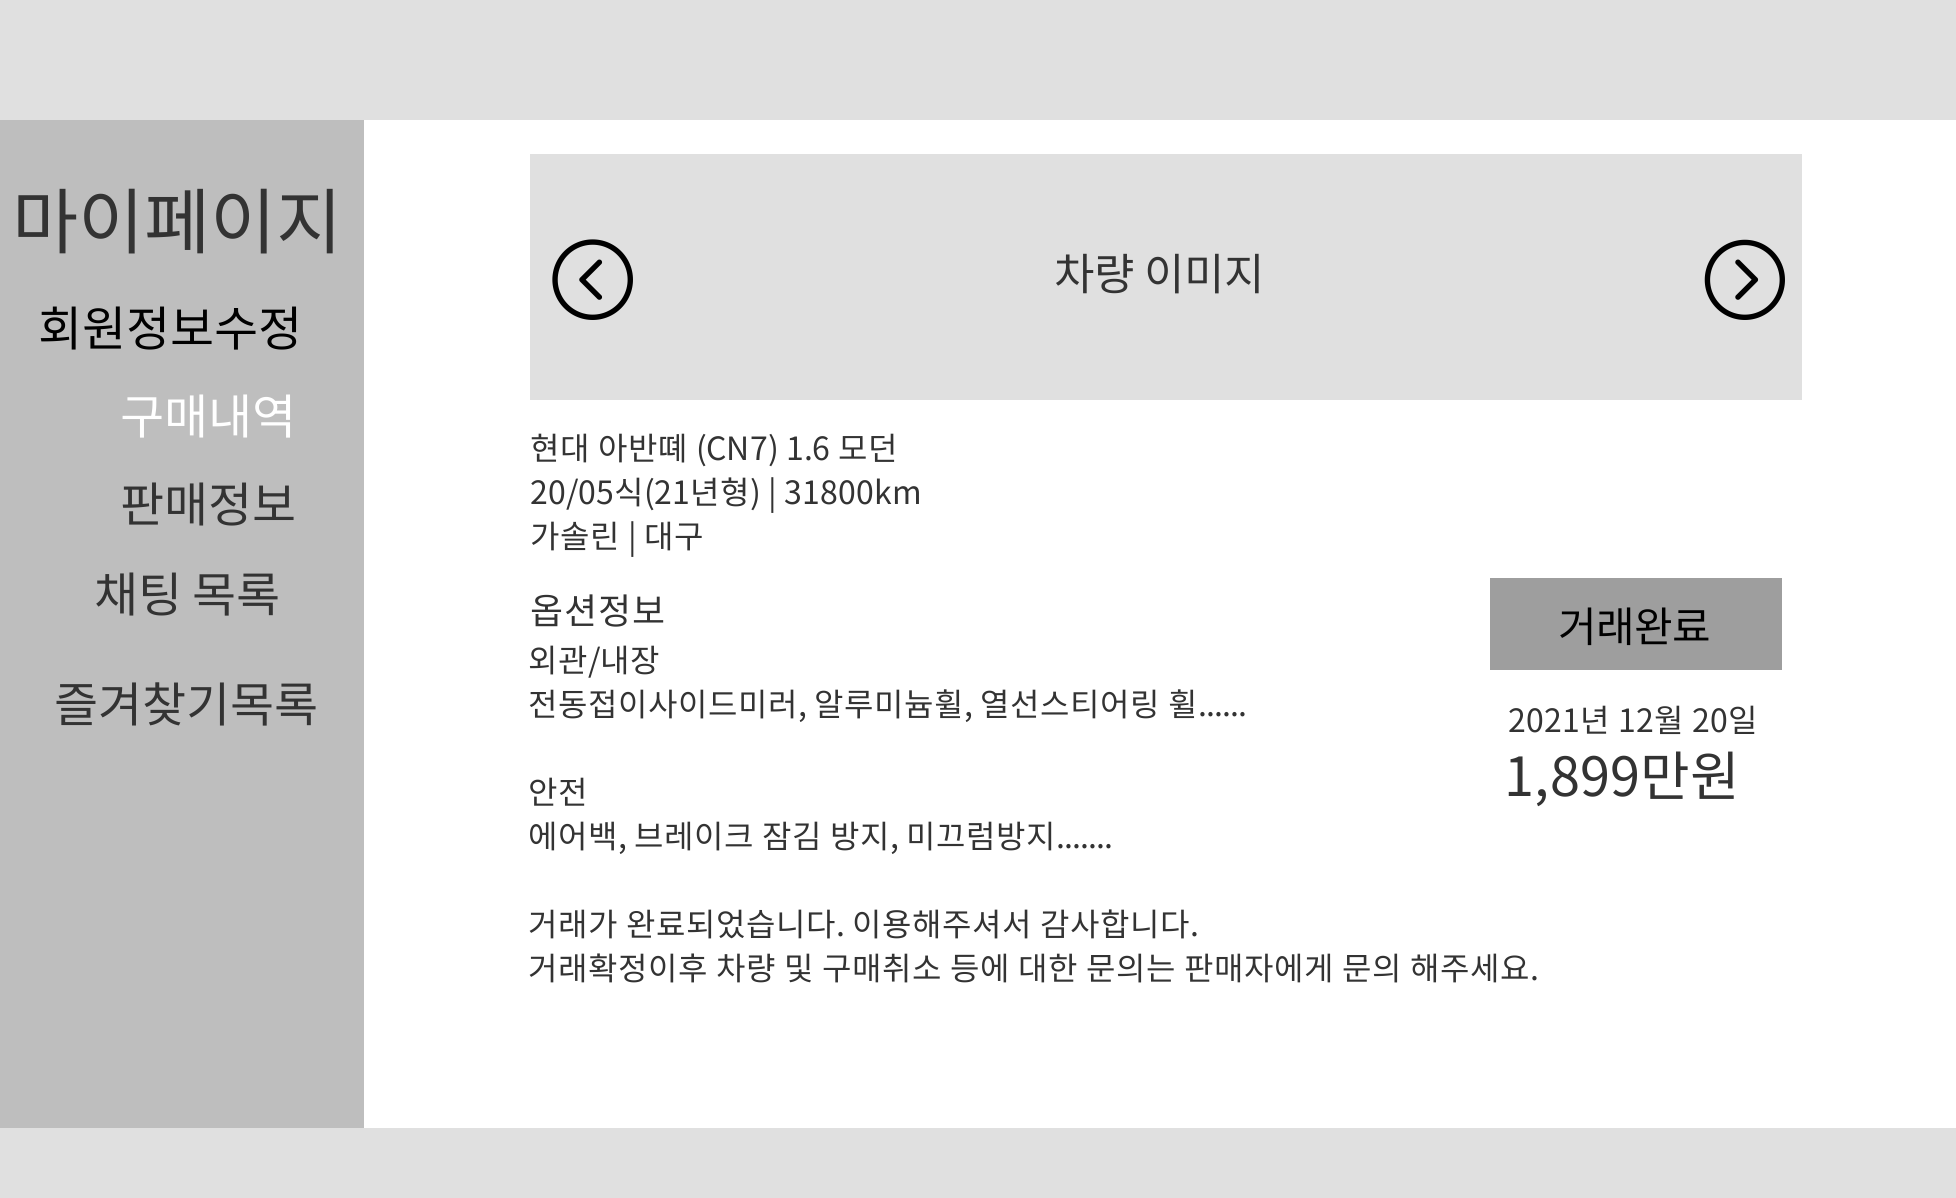 마이페이지
회원정보수정
구매내역
판매정보
채팅 목록
즐겨찾기목록
차량 이미지
현대 아반떼 (CN7) 1.6 모던
20/05식(21년형) | 31800km
가솔린 | 대구
옵션정보
외관/내장
전동접이사이드미러, 알루미늄휠, 열선스티어링 휠......
안전
에어백, 브레이크 잠김 방지, 미끄럼방지.......
거래가 완료되었습니다. 이용해주셔서 감사합니다.
거래확정이후 차량 및 구매취소 등에 대한 문의는 판매자에게 문의 해주세요.
거래완료
2021년 12월 20일
1,899만원